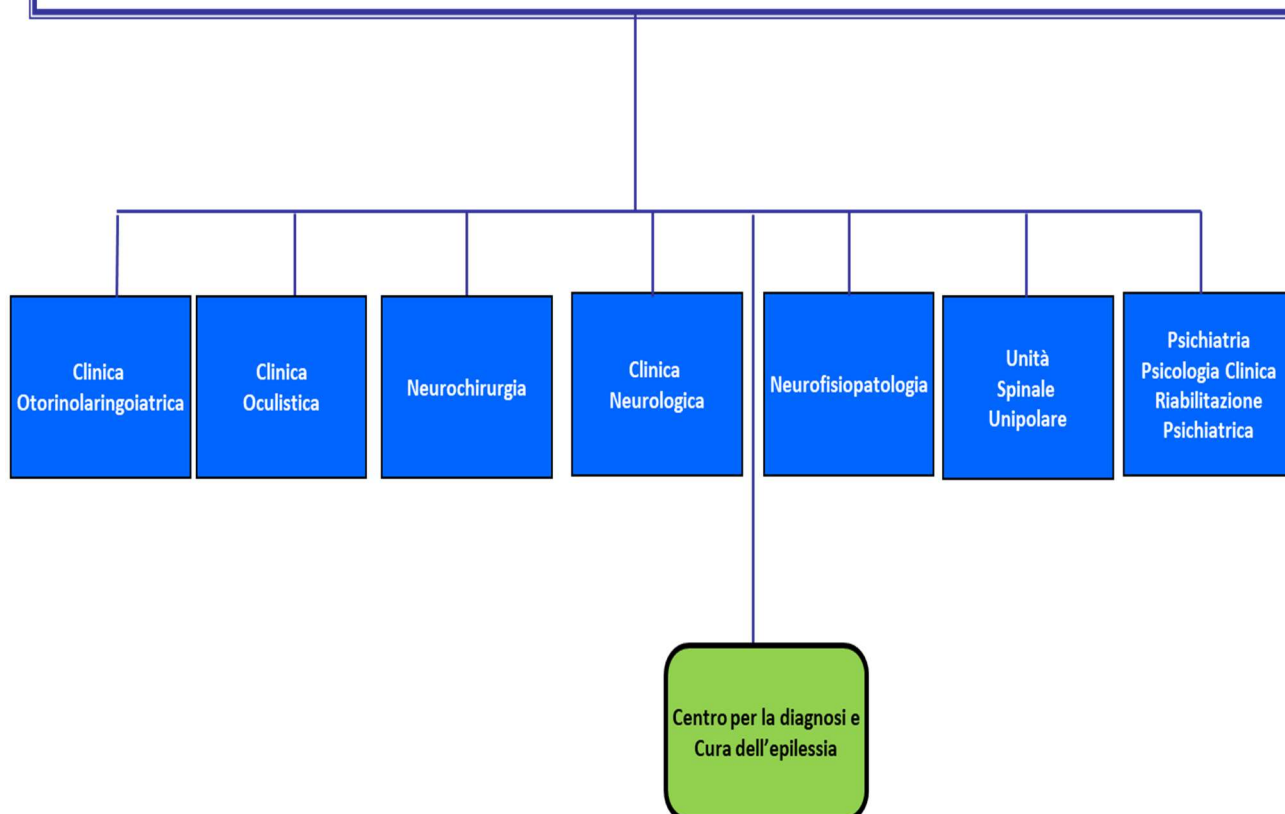 Clinica
Otorinolaringoiatrica
Clinica
Oculistica
Neurochirurgia
Clinica
Neurologica
Neurofisiopatologia
Unità
Spinale
Unipolare
Psichiatria
Psicologia Clinica
Riabilitazione
Psichiatrica
Centro per la diagnosi e
Cura dell’epilessia